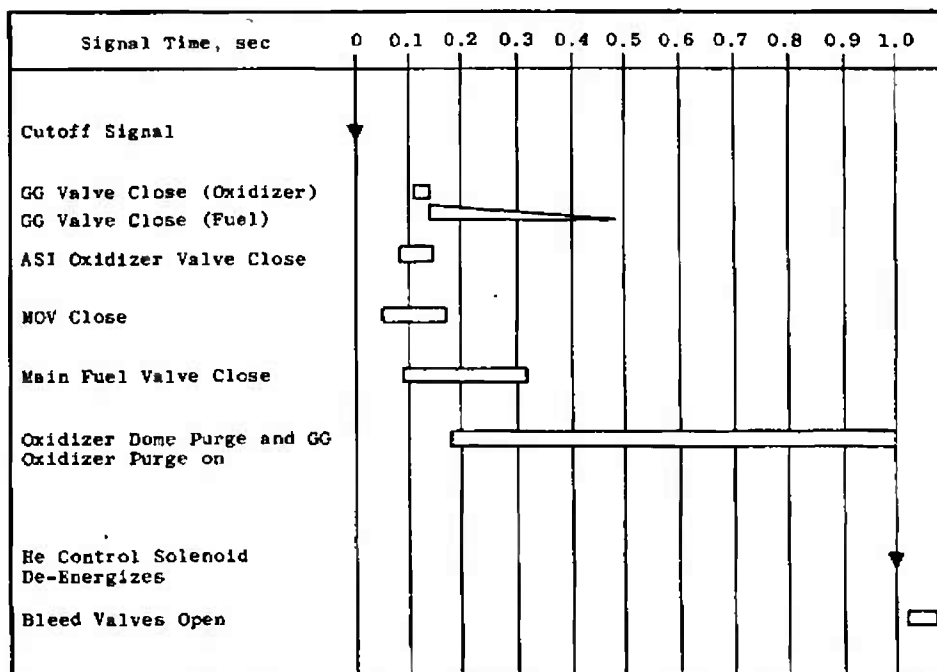 Signal Time, sec 0 0.1 0.2 0.3 0.4 0.5 0.6 0.7 0.8 0.9 1.0
Cutoff Signal
GG Valve Close (Oxidizer)
GG Valve Close (Fuel)
ASI Oxidizer Valve Close
MOV Close
Main Fuel Valve Close
Oxidizer Dome Purge and GG
Oxidizer Purge on
He Control Solenoid
De-Energizes
Bleed Valves Open